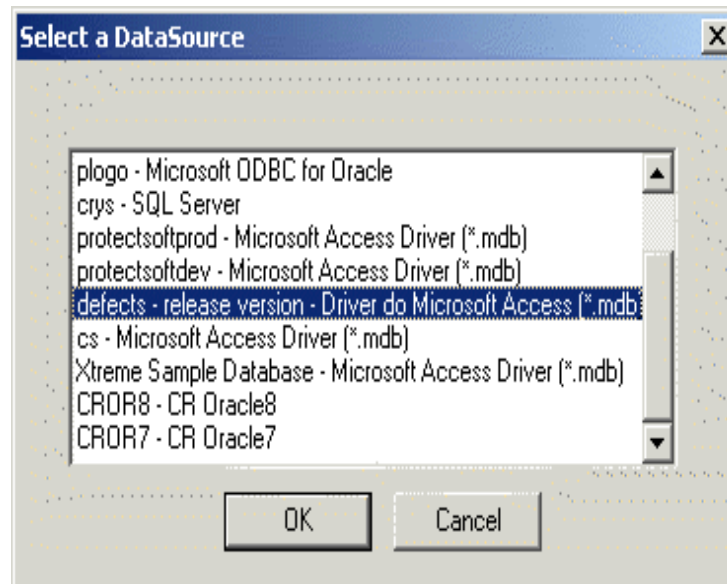 Select a DataSource
plogo - Microsoft ODBC for Oracle
crys - SQL Server
protectsoftprod - Microsoft Access Driver (*.mdb)
protectsoftdev - Microsoft Access Driver (*.mdb)
defects - release version - Driver do Microsoft Access (*.mdb
cs - Microsoft Access Driver (*.mdb)
Xtreme Sample Database - Microsoft Access Driver (*.mdb)
CROR8 - CR Oracle8
CROR7 - CR Oracle7
OK
Cancel